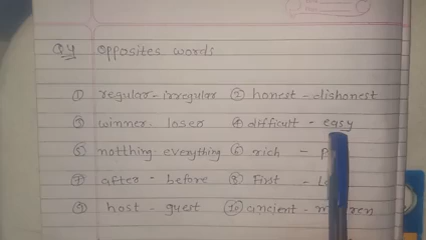 Q4 opposites words
① regular - irregular ② honest - dishonest
③ winner - loser ④ difficult - easy
⑤ notthing - everything ⑥ rich -
⑦ after - before ⑧ First -
⑨ host - guest ⑩ ancient -